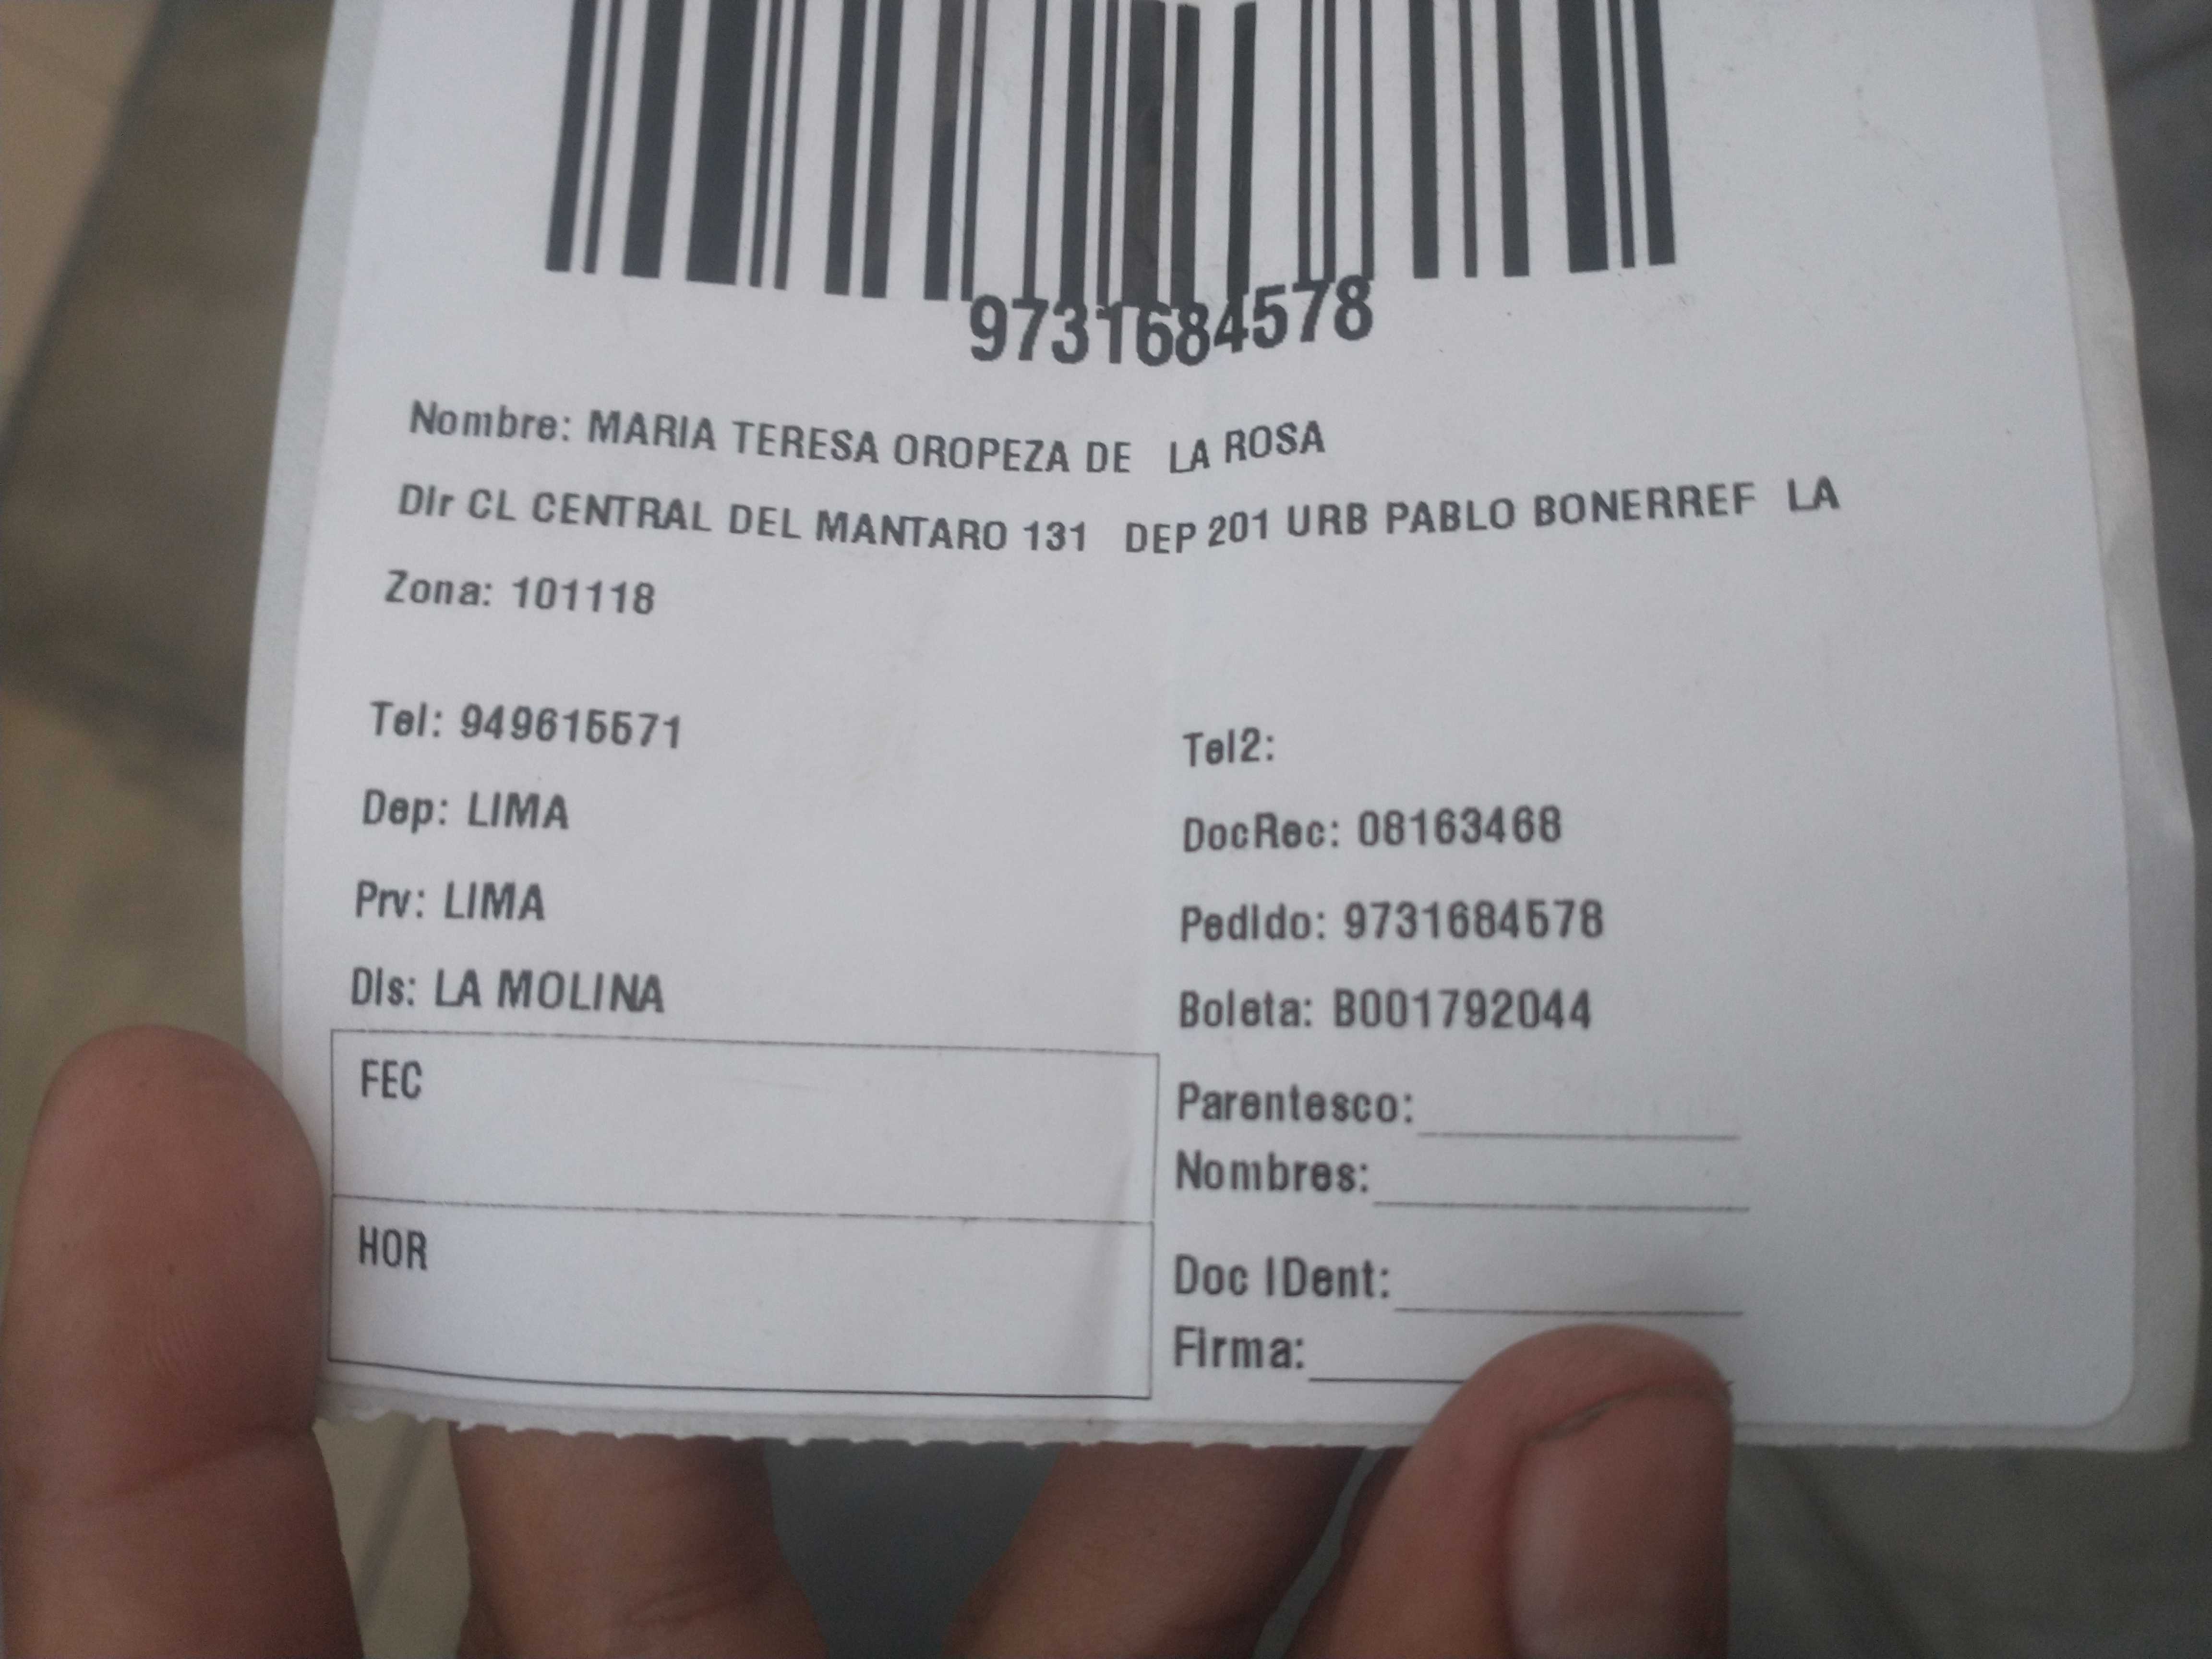 9731684578
Nombre: MARIA TERESA OROPEZA DE LA ROSA
DIr CL CENTRAL DEL MANTARO 131 DEP 201 URB PABLO BONERREF LA
Zona: 101118
Tel: 949615571
Tel2:
Dep: LIMA
DocRec: 08163468
Prv: LIMA
Pedido: 9731684578
Dis: LA MOLINA
Boleta: B001792044
FEC
Parentesco:
Nombres:
HOR
Doc IDent:
Firma: